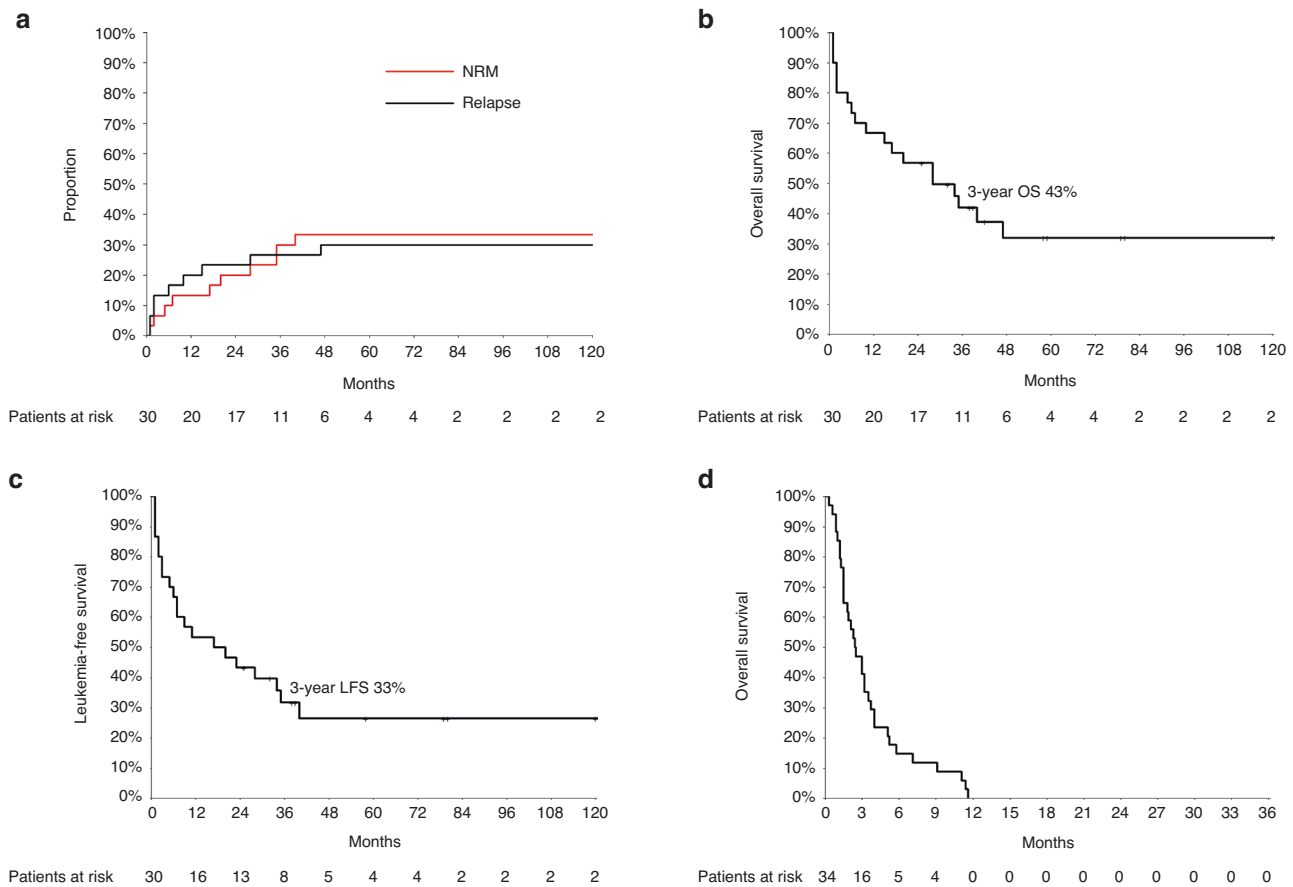 a
100%
90%
80%
70%
60%
50%
40%
30%
20%
10%
0%
Proportion
NRM
Relapse
0 12 24 36 48 60 72 84 96 108 120
Months
Patients at risk 30 20 17 11 6 4 4 2 2 2 2
b
100%
90%
80%
70%
60%
50%
40%
30%
20%
10%
0%
Overall survival
3-year OS 43%
0 12 24 36 48 60 72 84 96 108 120
Months
Patients at risk 30 20 17 11 6 4 4 2 2 2 2
c
100%
90%
80%
70%
60%
50%
40%
30%
20%
10%
0%
Leukemia-free survival
3-year LFS 33%
0 12 24 36 48 60 72 84 96 108 120
Months
Patients at risk 30 16 13 8 5 4 4 2 2 2 2
d
100%
90%
80%
70%
60%
50%
40%
30%
20%
10%
0%
Overall survival
0 3 6 9 12 15 18 21 24 27 30 33 36
Months
Patients at risk 34 16 5 4 0 0 0 0 0 0 0 0 0